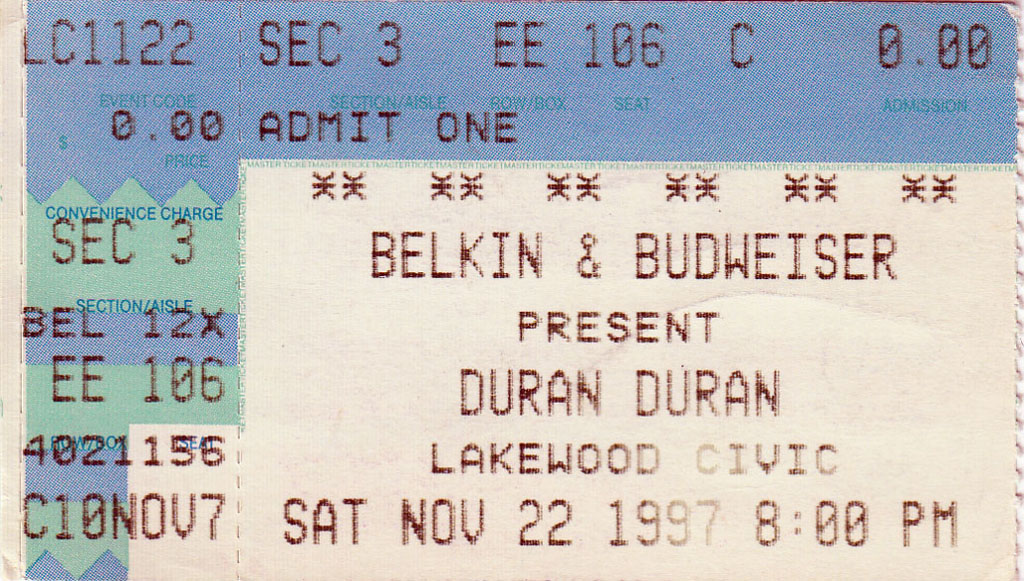 LC1122 SEC 3 EE 106 C 0.00
EVENT CODE SECTION/AISLE ROW/BOX SEAT ADMISSION
$ 0.00 ADMIT ONE
PRICE
MASTERTICKETMASTERTICKETMASTERTICKETMASTERTICKETMASTERTICKETMASTERTICKETMASTERTICKETMASTERTICKETMASTERTICKETMASTERTICKETMASTERTICKETMASTERTICKET
** ** ** ** ** **
CONVENIENCE CHARGE
SEC 3
BELKIN & BUDWEISER
SECTION/AISLE
BEL 12X
PRESENT
EE 106
DURAN DURAN
ROW/BOX SEAT
4021156
LAKEWOOD CIVIC
C10NOV7
SAT NOV 22 1997 8:00 PM